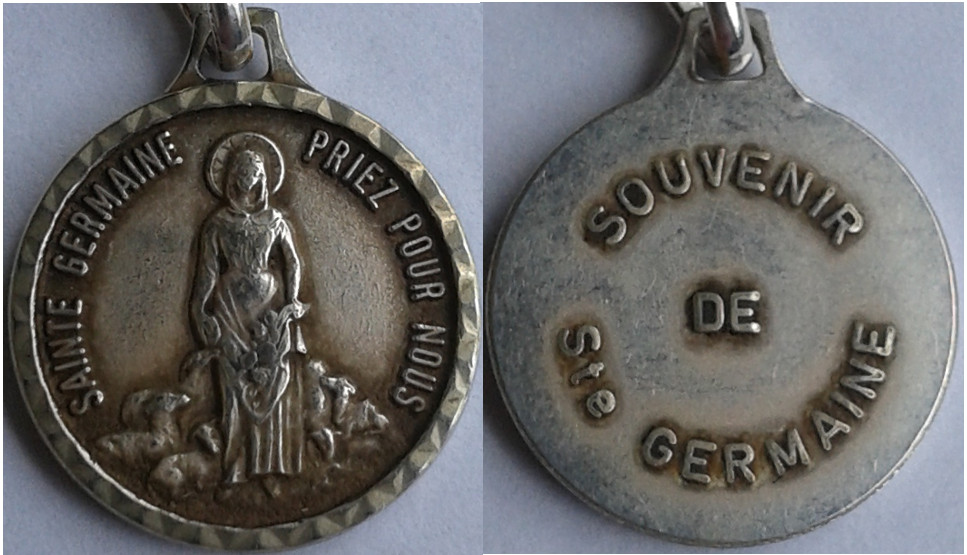 SAINTE GERMAINE PRIEZ POUR NOUS
SOUVENIR
DE
Ste GERMAINE